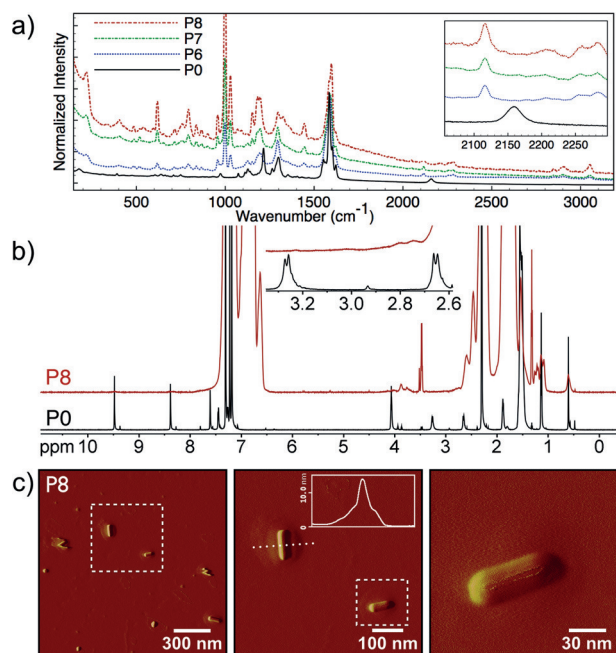 a)
P8
P7
P6
P0
Normalized Intensity
2100 2150 2200 2250
500 1000 1500 2000 2500 3000
Wavenumber (cm-1)
b)
3.2 3.0 2.8 2.6
P8
P0
ppm 10 9 8 7 6 5 4 3 2 1 0
c)
P8
0 10.0 nm
300 nm
100 nm
30 nm